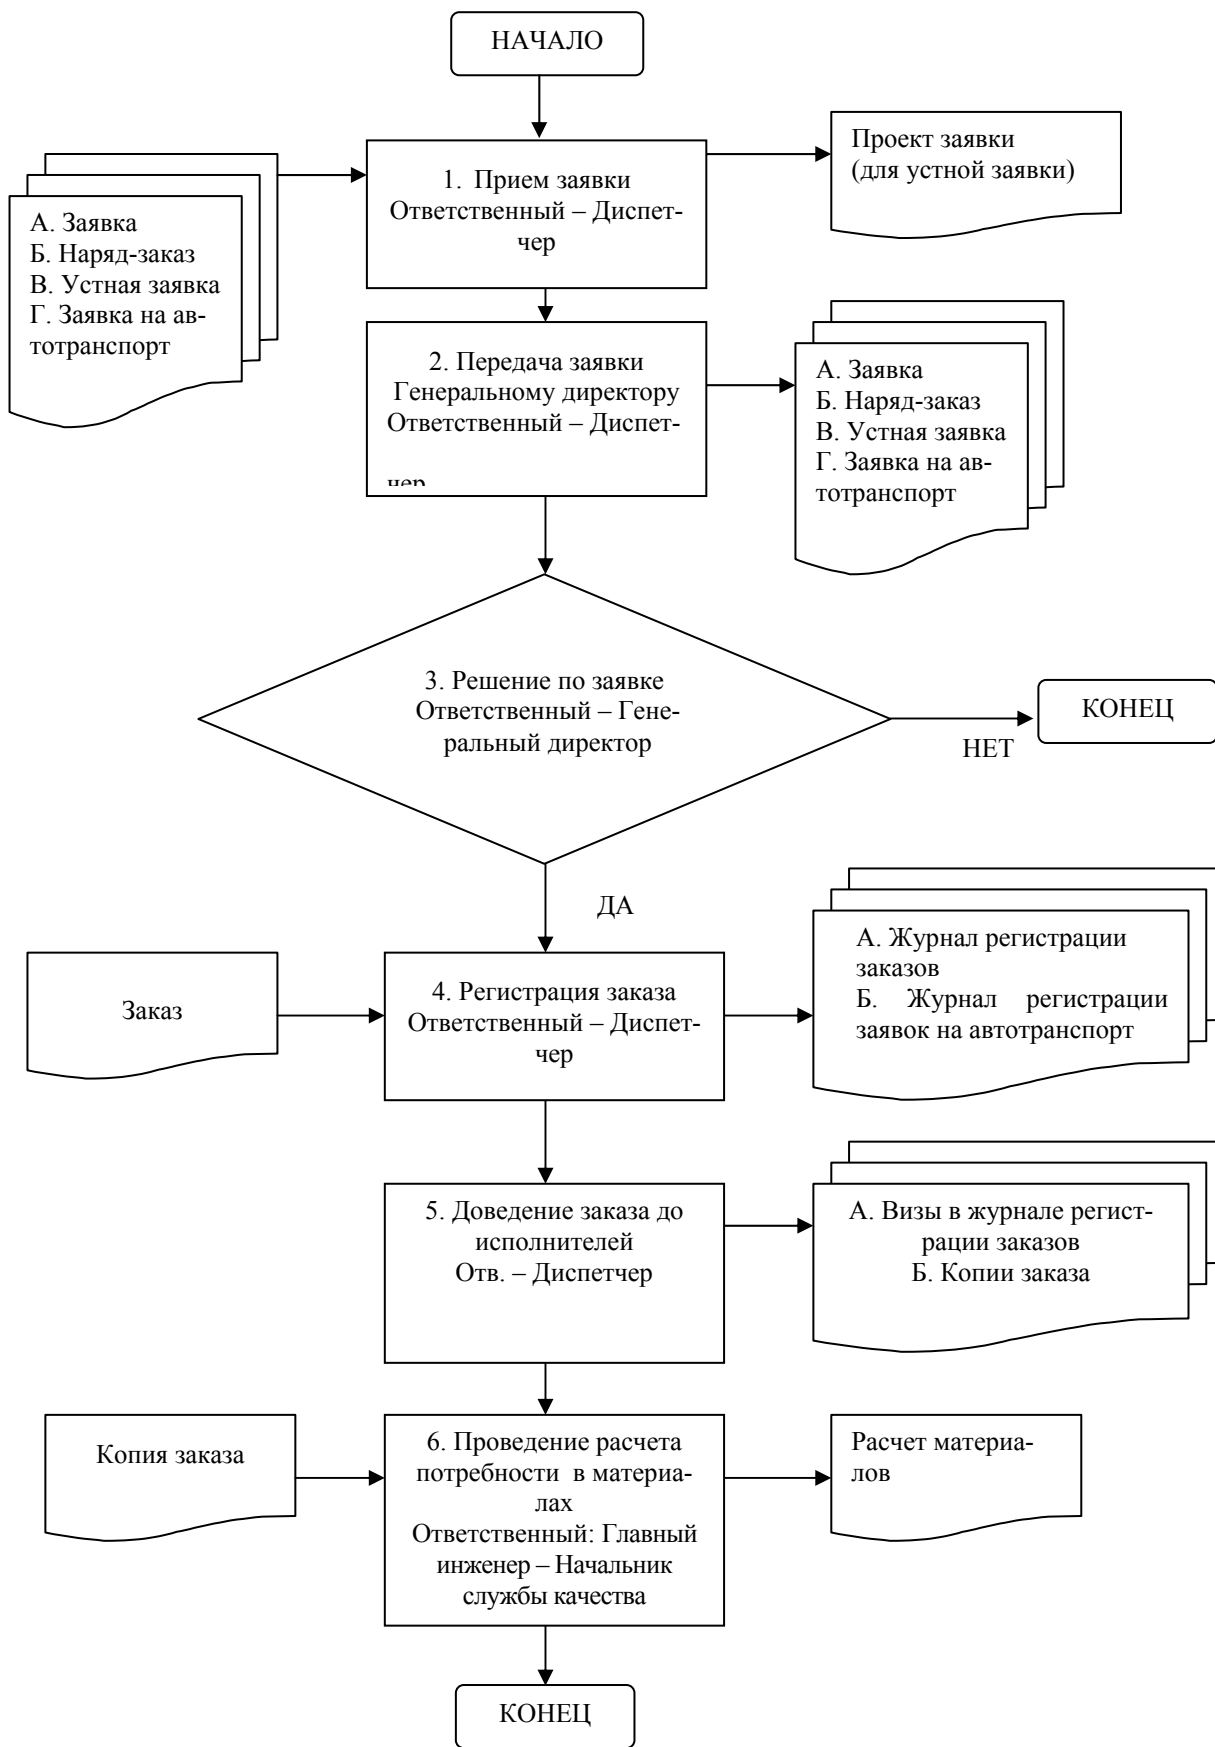 НАЧАЛО
Проект заявки
(для устной заявки)
1. Прием заявки
Ответственный – Диспет-
чер
А. Заявка
Б. Наряд-заказ
В. Устная заявка
Г. Заявка на ав-
тотранспорт
2. Передача заявки
Генеральному директору
Ответственный – Диспет-
чер
А. Заявка
Б. Наряд-заказ
В. Устная заявка
Г. Заявка на ав-
тотранспорт
3. Решение по заявке
Ответственный – Гене-
ральный директор
КОНЕЦ
НЕТ
ДА
Заказ
4. Регистрация заказа
Ответственный – Диспет-
чер
А. Журнал регистрации
заказов
Б. Журнал регистрации
заявок на автотранспорт
5. Доведение заказа до
исполнителей
Отв. – Диспетчер
А. Визы в журнале регист-
рации заказов
Б. Копии заказа
Копия заказа
6. Проведение расчета
потребности в материа-
лах
Ответственный: Главный
инженер – Начальник
службы качества
Расчет материа-
лов
КОНЕЦ